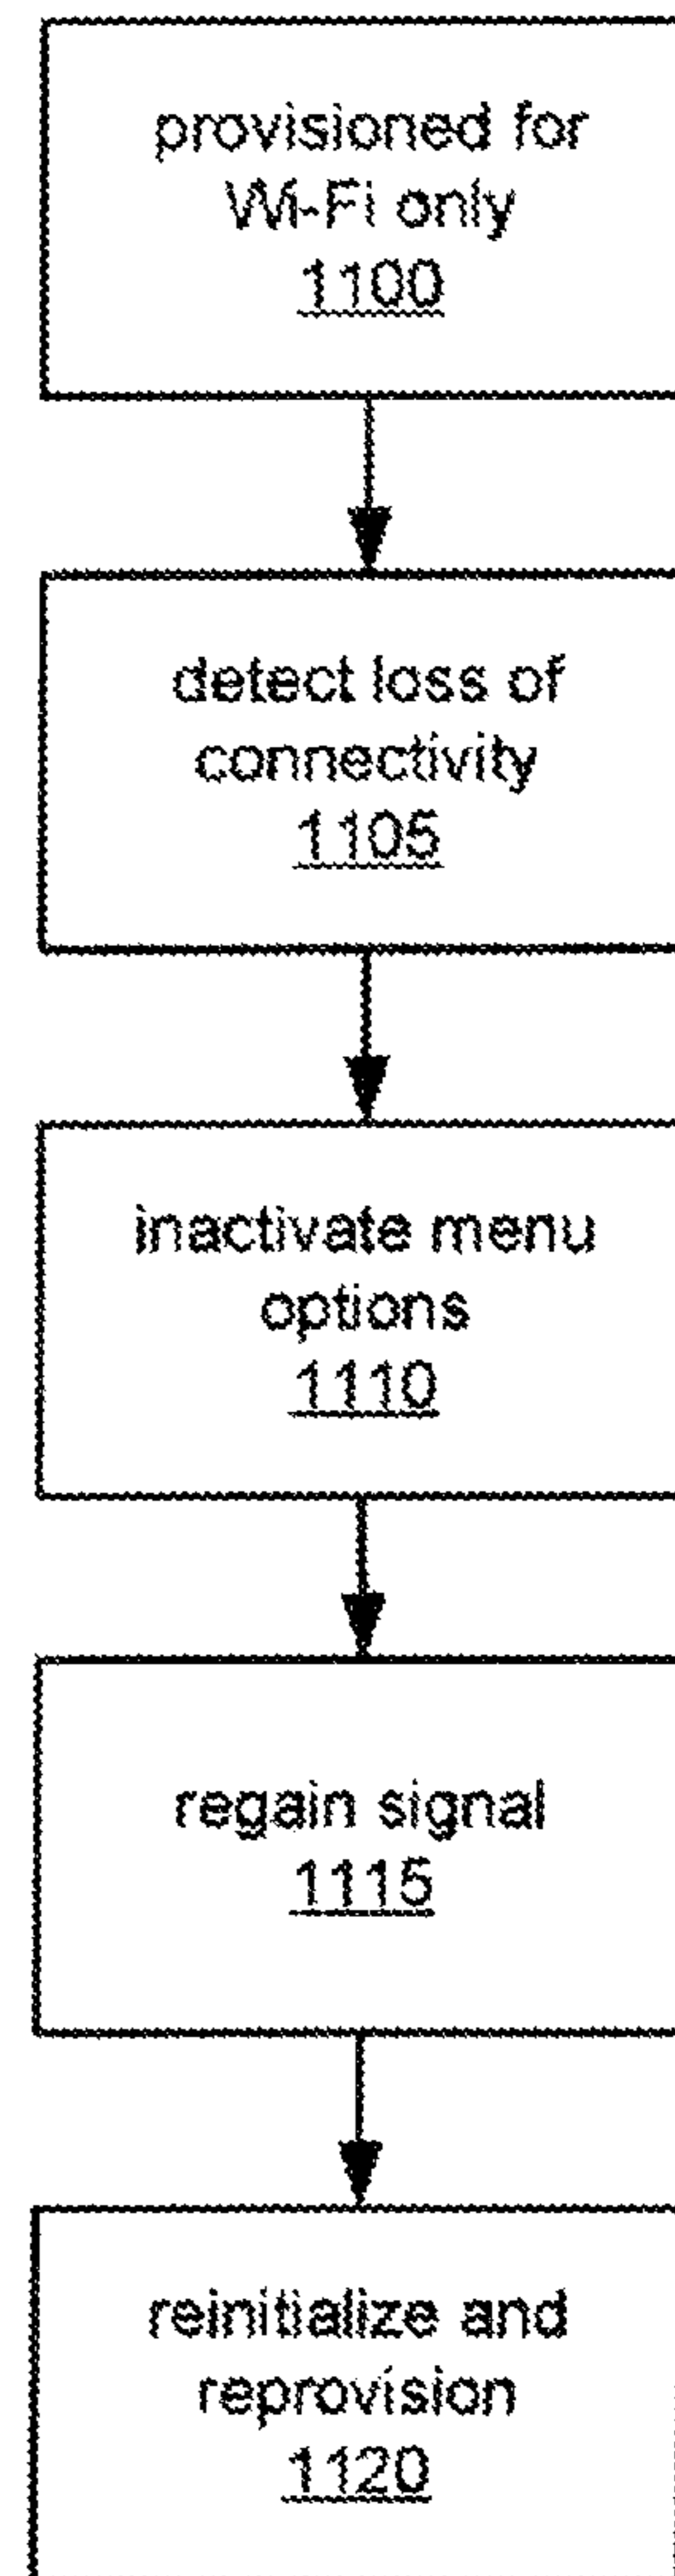 provisioned for
Wi-Fi only
1100
detect loss of
connectivity
1105
inactivate menu
options
1110
regain signal
1115
reinitialize and
reprovision
1120